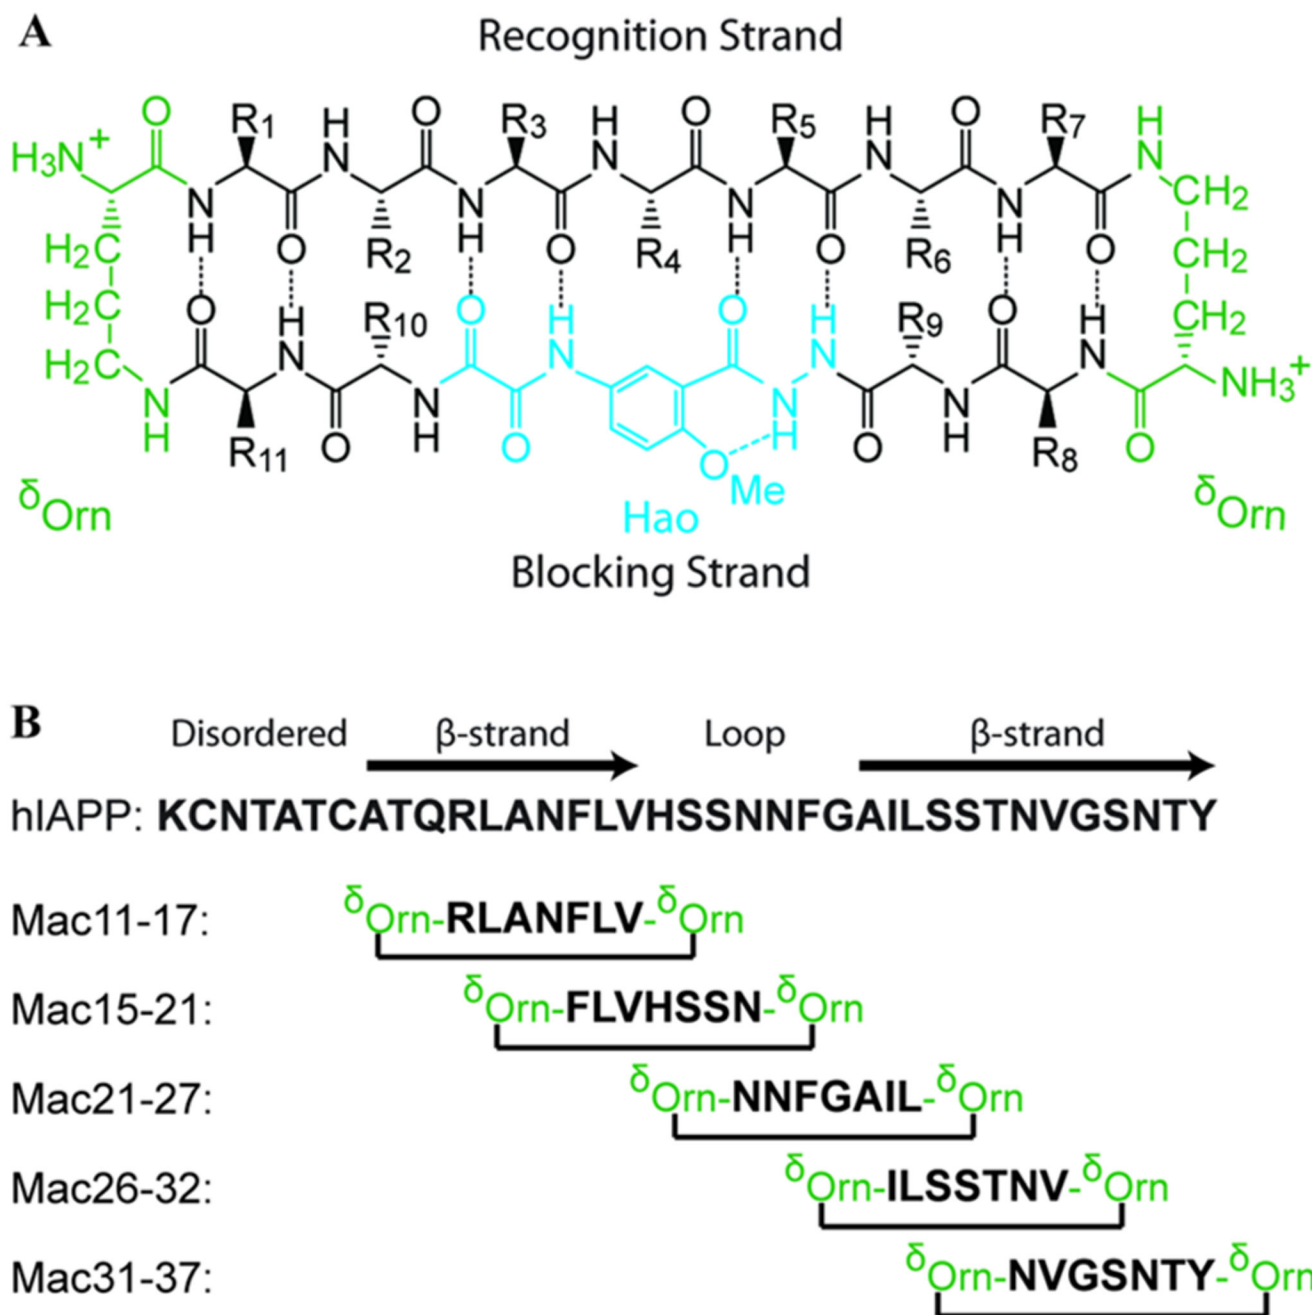 A
Recognition Strand
H3N+ O R1 H N O R3 H N O R5 H N O R7 H N
N H O R2 N H O R4 N H O R6 N H O CH2
H2C CH2
H2C O H R10 O H O H R9 O H CH2
H2C N N N N N NH3+
N H R11 O N H O O Me N H O N H R8 O
δOrn Hao δOrn
Blocking Strand
B
Disordered β-strand Loop β-strand
hIAPP: KCNTATCATQRLANFLVHSSNNFGAILSSTNVGSNTY
Mac11-17: δOrn-RLANFLV-δOrn
Mac15-21: δOrn-FLVHSSN-δOrn
Mac21-27: δOrn-NNFGAIL-δOrn
Mac26-32: δOrn-ILSSTNV-δOrn
Mac31-37: δOrn-NVGSNTY-δOrn